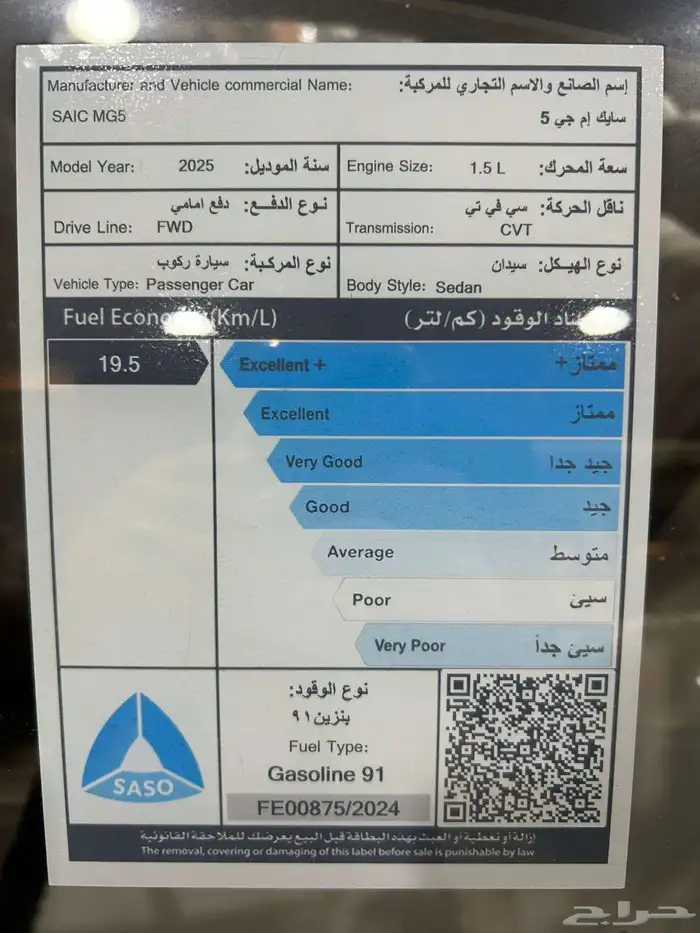 Manufacturer and Vehicle commercial Name: إسم الصانع والاسم التجاري للمركبة:
SAIC MG5 سايك إم جي 5
Model Year: 2025 سنة الموديل:
Engine Size: 1.5 L سعة المحرك:
نوع الدفع: دفع امامي
Drive Line: FWD
ناقل الحركة: سي في تي
Transmission: CVT
نوع المركبة: سيارة ركوب
Vehicle Type: Passenger Car
نوع الهيكل: سيدان
Body Style: Sedan
Fuel (Km/L) الوقود (كم/لتر)
19.5
Excellent + ممتاز+
Excellent ممتاز
Very Good جيد جدا
Good جيد
Average متوسط
Poor سيئ
Very Poor سيئ جداً
SASO
نوع الوقود:
بنزين ٩١
Fuel Type:
Gasoline 91
FE00875/2024
إزالة أو تغطية أو العبث بهذه البطاقة قبل البيع يعرضك للملاحقة القانونية
The removal, covering or damaging of this label before sale is punishable by law
حراج